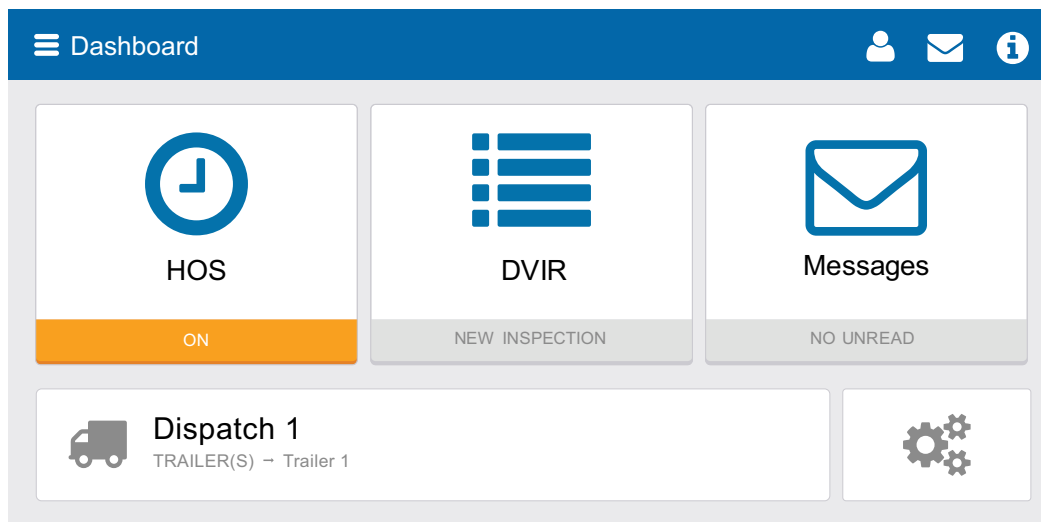 Dashboard
HOS
DVIR
Messages
ON
NEW INSPECTION
NO UNREAD
Dispatch 1
TRAILER(S) → Trailer 1